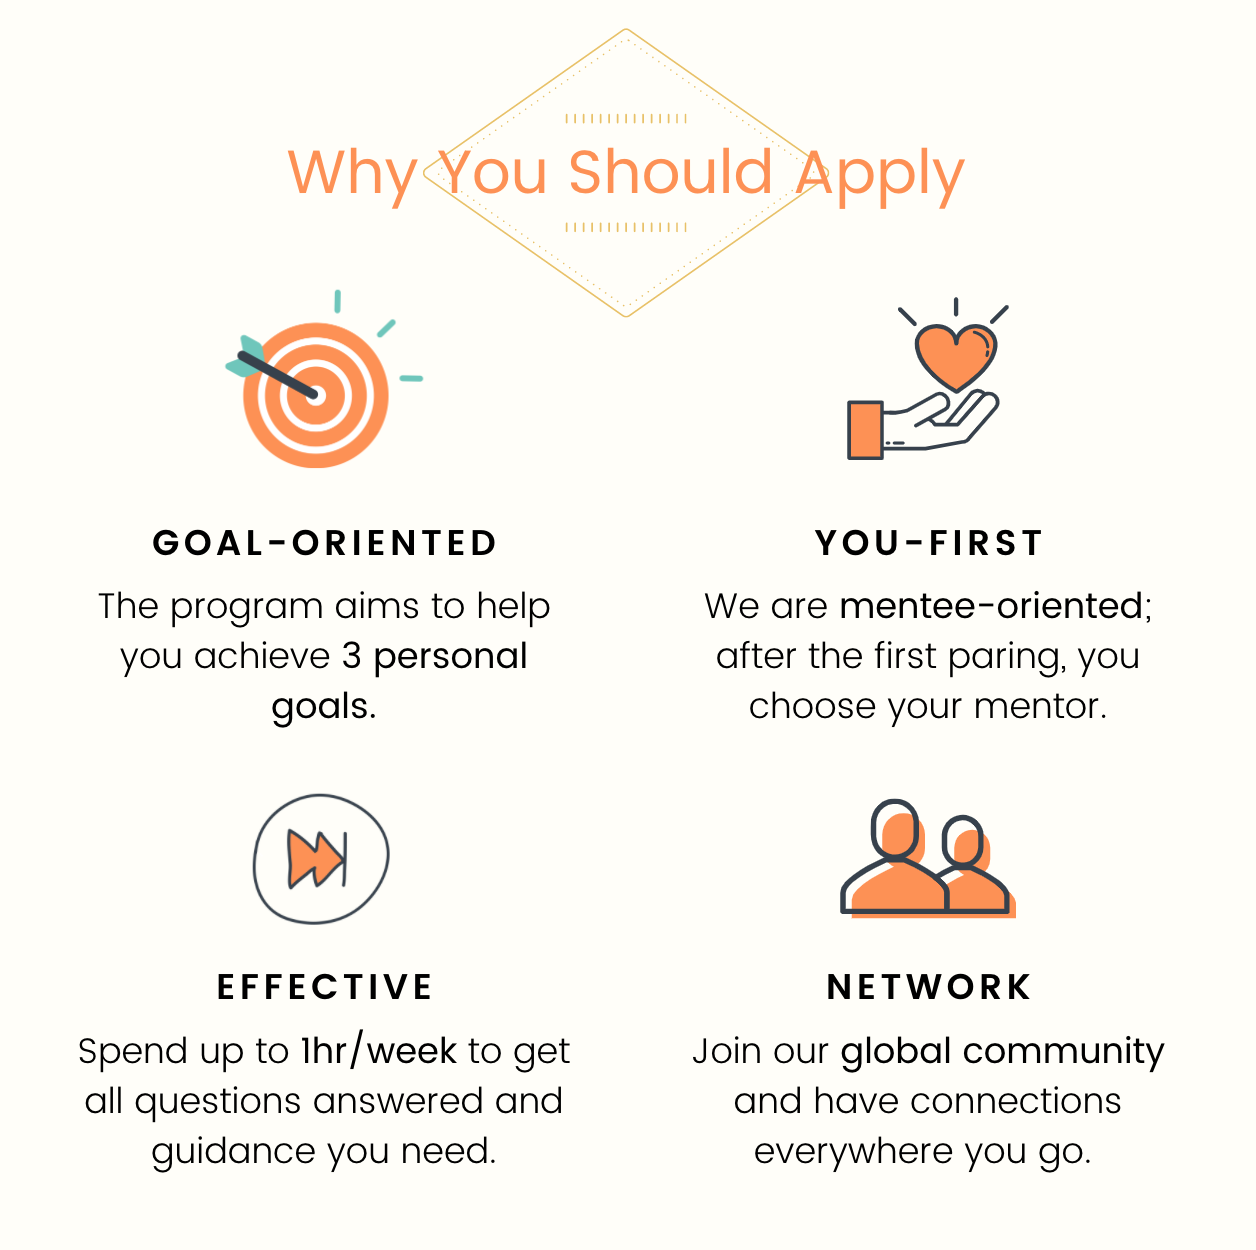 Why You Should Apply
GOAL-ORIENTED
The program aims to help
you achieve 3 personal
goals.
YOU-FIRST
We are mentee-oriented;
after the first paring, you
choose your mentor.
EFFECTIVE
Spend up to 1hr/week to get
all questions answered and
guidance you need.
NETWORK
Join our global community
and have connections
everywhere you go.